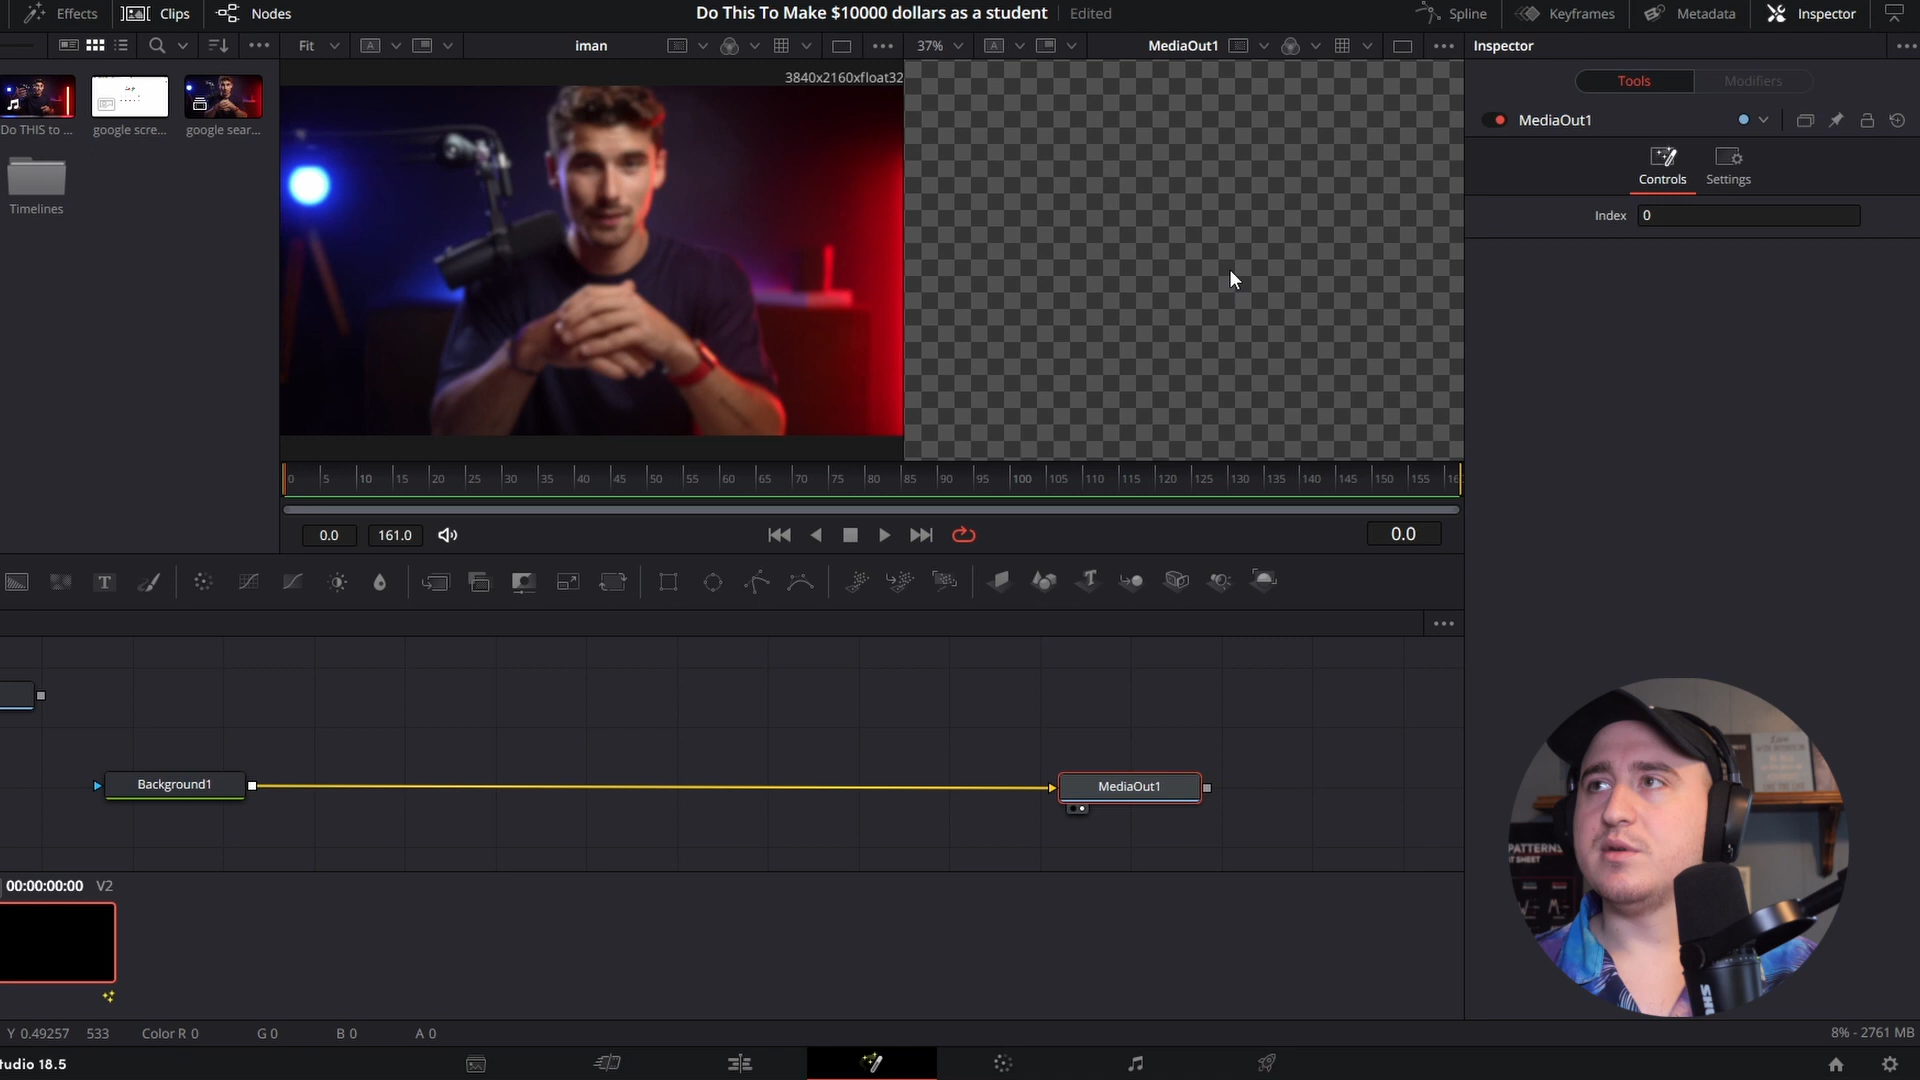 Effects
Clips
Nodes
Do This To Make $10000 dollars as a student
Edited
Spline
Keyframes
Metadata
Inspector
Fit
A
iman
37%
A
MediaOut1
Inspector
3840x2160xfloat32
Tools
Modifiers
Do THIS to ...
google scre...
google sear...
MediaOut1
Controls
Settings
Timelines
Index
0
0 5 10 15 20 25 30 35 40 45 50 55 60 65 70 75 80 85 90 95 100 105 110 115 120 125 130 135 140 145 150 155 16
0.0
161.0
0.0
T
T
Background1
MediaOut1
00:00:00:00
V2
PATTERNS
T SHEET
SH
Y 0.49257
533
Color R 0
G 0
B 0
A 0
8% - 2761 MB
tudio 18.5